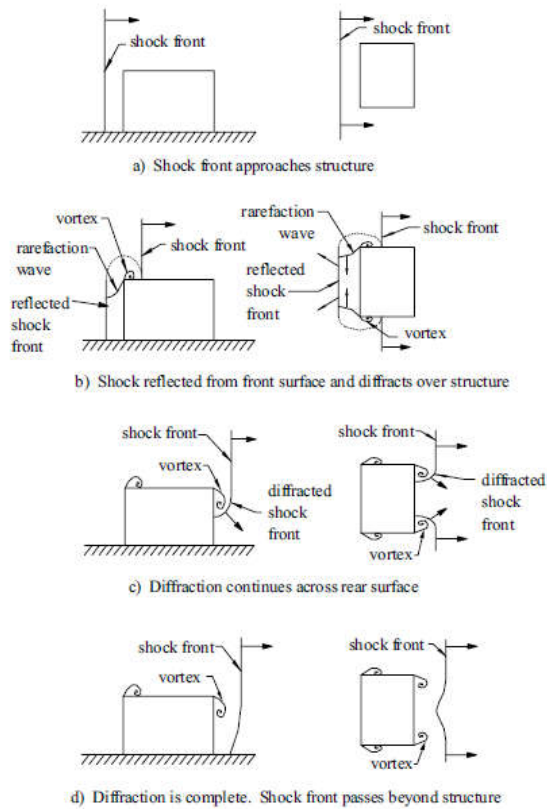 shock front
shock front
a) Shock front approaches structure
vortex
rarefaction
wave
shock front
reflected
shock
front
rarefaction
wave
shock front
reflected
shock
front
vortex
b) Shock reflected from front surface and diffracts over structure
shock front
vortex
diffracted
shock
front
shock front
diffracted
shock
front
vortex
c) Diffraction continues across rear surface
shock front
vortex
shock front
vortex
d) Diffraction is complete. Shock front passes beyond structure